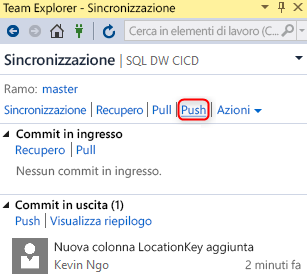 Team Explorer - Sincronizzazione
Cerca in elementi di lavoro (C
Sincronizzazione | SQL DW CICD
Ramo: master
Sincronizzazione | Recupero | Pull | Push | Azioni
Commit in ingresso
Recupero | Pull
Nessun commit in ingresso.
Commit in uscita (1)
Push | Visualizza riepilogo
Nuova colonna LocationKey aggiunta
Kevin Ngo 2 minuti fa